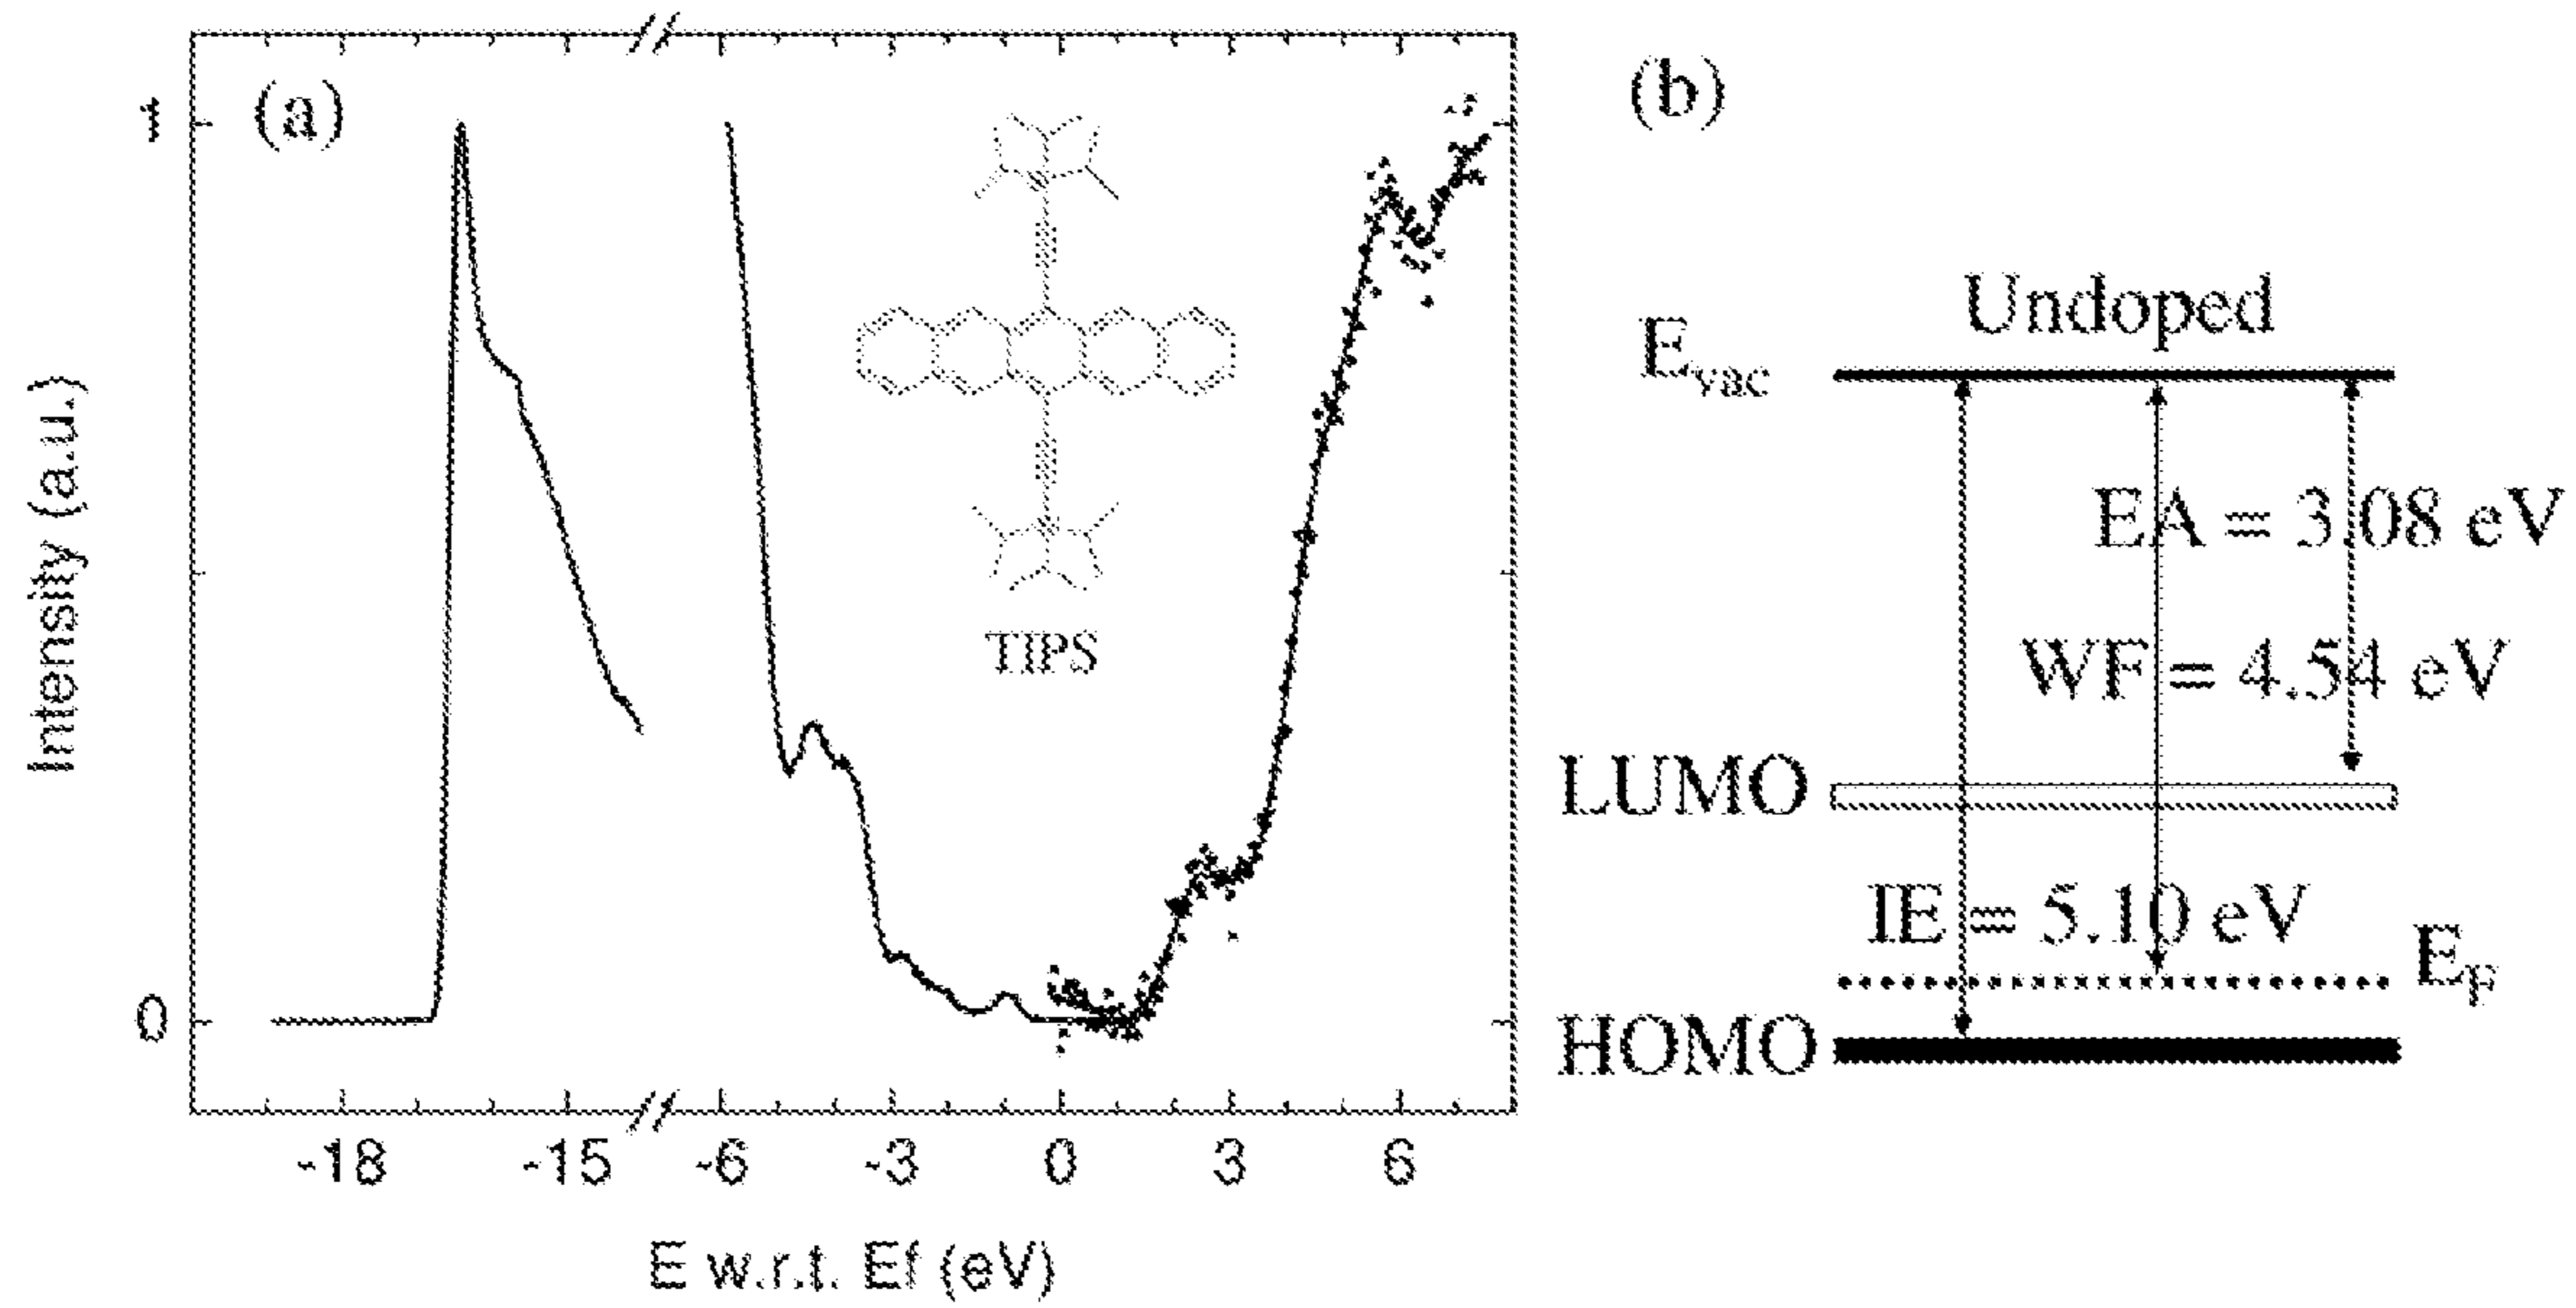 (a)
1
0
Intensity (a.u.)
TIPS
-18 -15 -6 -3 0 3 6
E w.r.t. Ef (eV)
(b)
Undoped
Evac
EA = 3.08 eV
WF = 4.54 eV
LUMO
IE = 5.10 eV
EF
HOMO